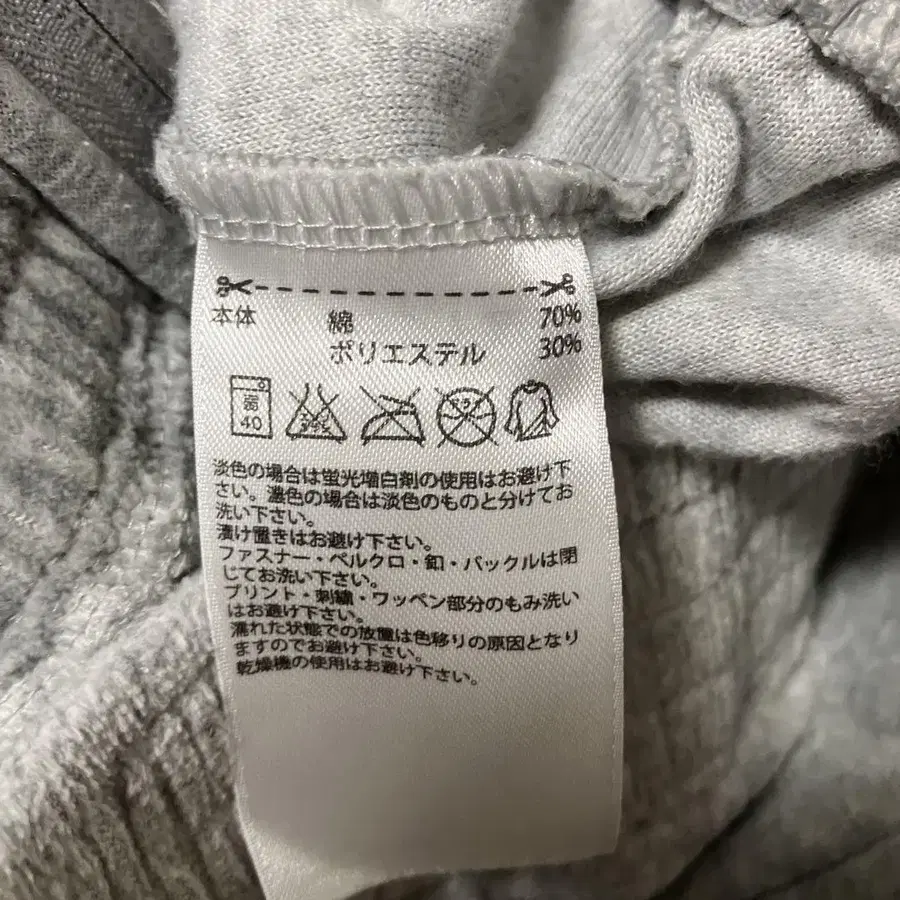 本体 綿 70%
ポリエステル 30%
弱
40
淡色の場合は蛍光増白剤の使用はお避け下
さい。濃色の場合は淡色のものと分けてお
洗い下さい。
漬け置きはお避け下さい。
ファスナー・ベルクロ・釦・バックルは閉
じてお洗い下さい。
プリント・刺繍・ワッペン部分のもみ洗い
はお避け下さい。
濡れた状態での放置は色移りの原因となり
ますのでお避け下さい。
乾燥機の使用はお避け下さい。